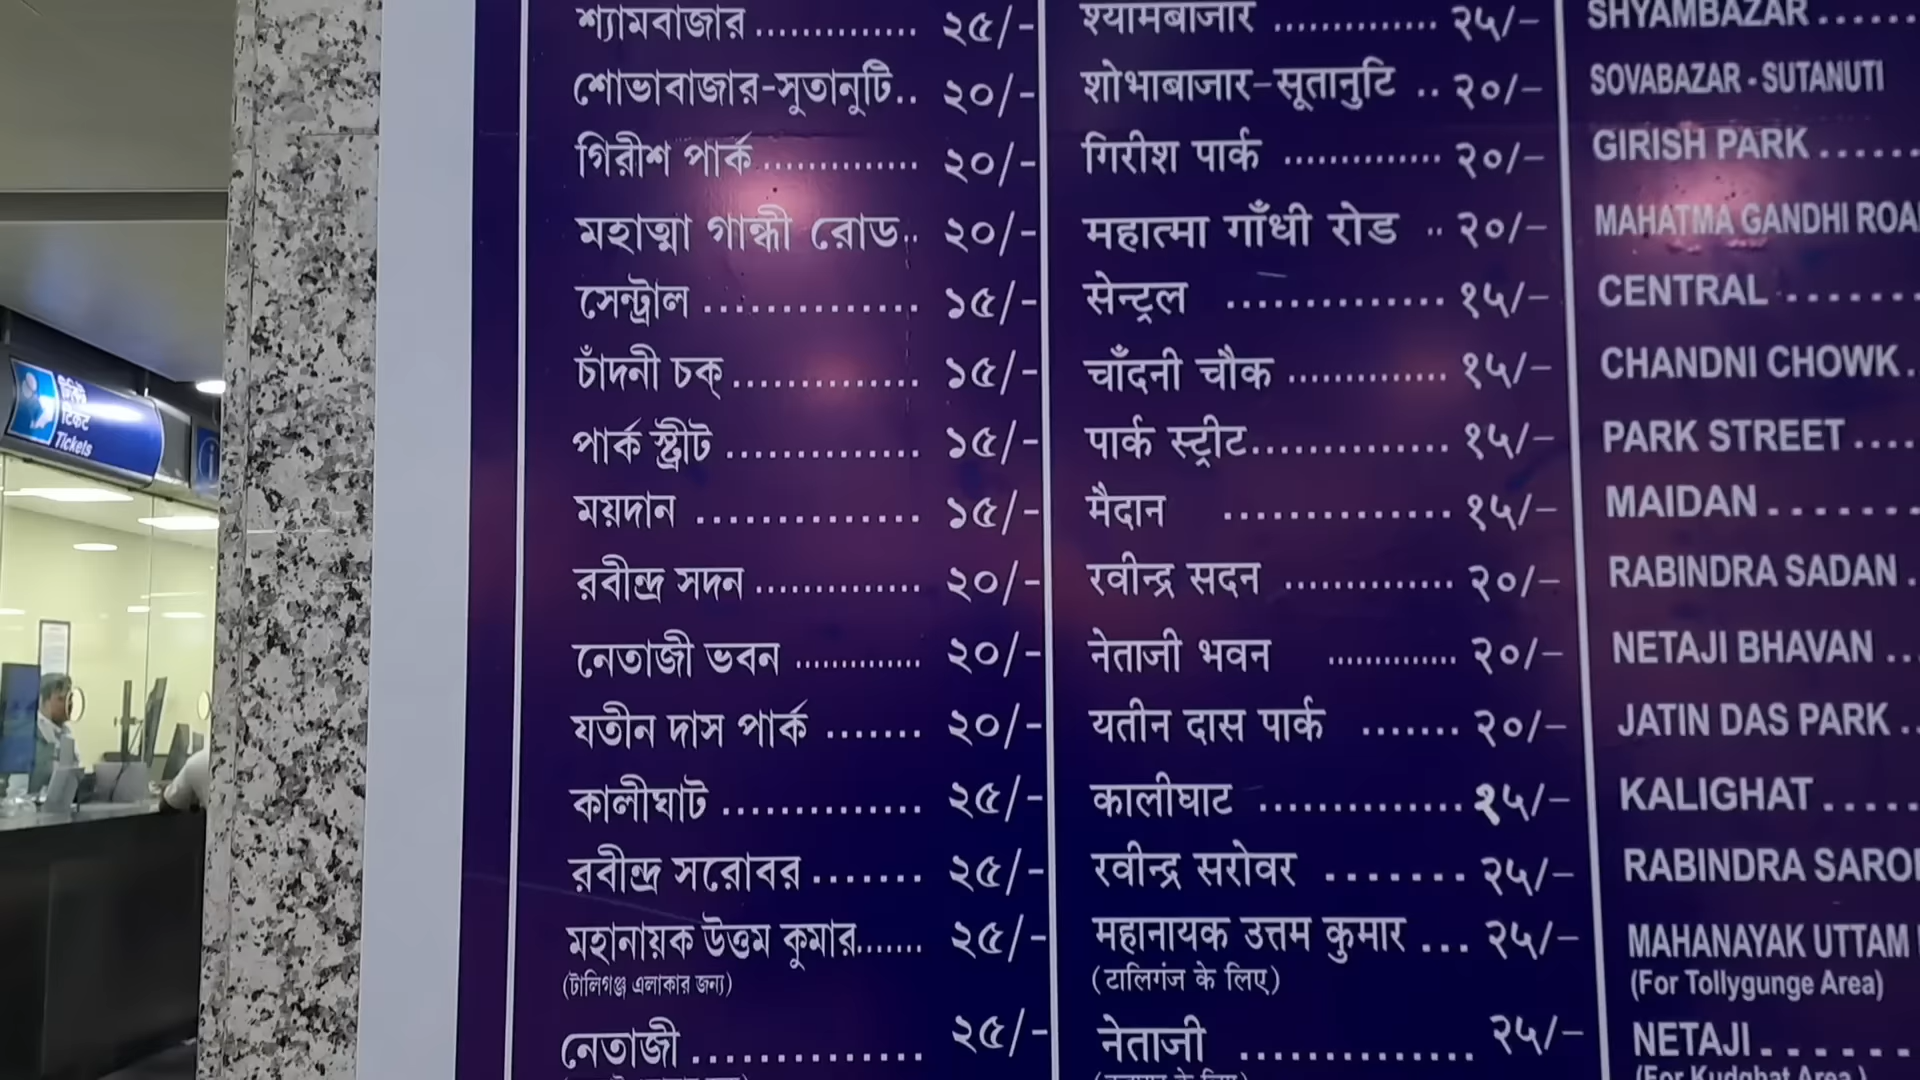 শ্যামবাজার .............. ২৫/-
শোভাবাজার-সুতানুটি.. ২০/-
গিরীশ পার্ক ............. ২০/-
মহাত্মা গান্ধী রোড.. ২০/-
সেন্ট্রাল .............. ১৫/-
চাঁদনী চক্ .............. ১৫/-
পার্ক স্ট্রীট .............. ১৫/-
ময়দান ................ ১৫/-
রবীন্দ্র সদন .............. ২০/-
নেতাজী ভবন ............ ২০/-
যতীন দাস পার্ক ....... ২০/-
কালীঘাট .............. ২৫/-
রবীন্দ্র সরোবর ....... ২৫/-
মহানায়ক উত্তম কুমার....... ২৫/-
(টালিগঞ্জ এলাকার জন্য)
নেতাজী ................ ২৫/-
श्यामबाजार .............. २५/-
शोभाबाजार-सूतानुटि .. २०/-
गिरीश पार्क .............. २०/-
महात्मा गाँधी रोड .. २०/-
सेन्ट्रल ............... १५/-
चाँदनी चौक .............. १५/-
पार्क स्ट्रीट .............. १५/-
मैदान ............... १५/-
रवीन्द्र सदन .............. २०/-
नेताजी भवन ............ २०/-
यतीन दास पार्क ....... २०/-
कालीघाट .............. २५/-
रवीन्द्र सरोवर ....... २५/-
महानायक उत्तम कुमार ... २५/-
(टालिगंज के लिए)
नेताजी ................ २५/-
SHYAMBAZAR ......
SOVABAZAR - SUTANUTI
GIRISH PARK ......
MAHATMA GANDHI ROA
CENTRAL .......
CHANDNI CHOWK .
PARK STREET ....
MAIDAN .......
RABINDRA SADAN .
NETAJI BHAVAN ..
JATIN DAS PARK ..
KALIGHAT .....
RABINDRA SARO
MAHANAYAK UTTAM
(For Tollygunge Area)
NETAJI ......
(For Kudghat Area )
টিকিট
टिकट
Tickets
i